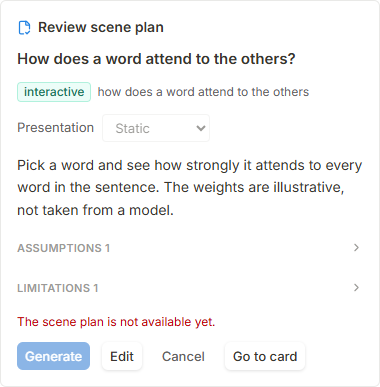 Review scene plan
How does a word attend to the others?
interactive how does a word attend to the others
Presentation Static
Pick a word and see how strongly it attends to every
word in the sentence. The weights are illustrative,
not taken from a model.
ASSUMPTIONS 1
LIMITATIONS 1
The scene plan is not available yet.
Generate Edit Cancel Go to card